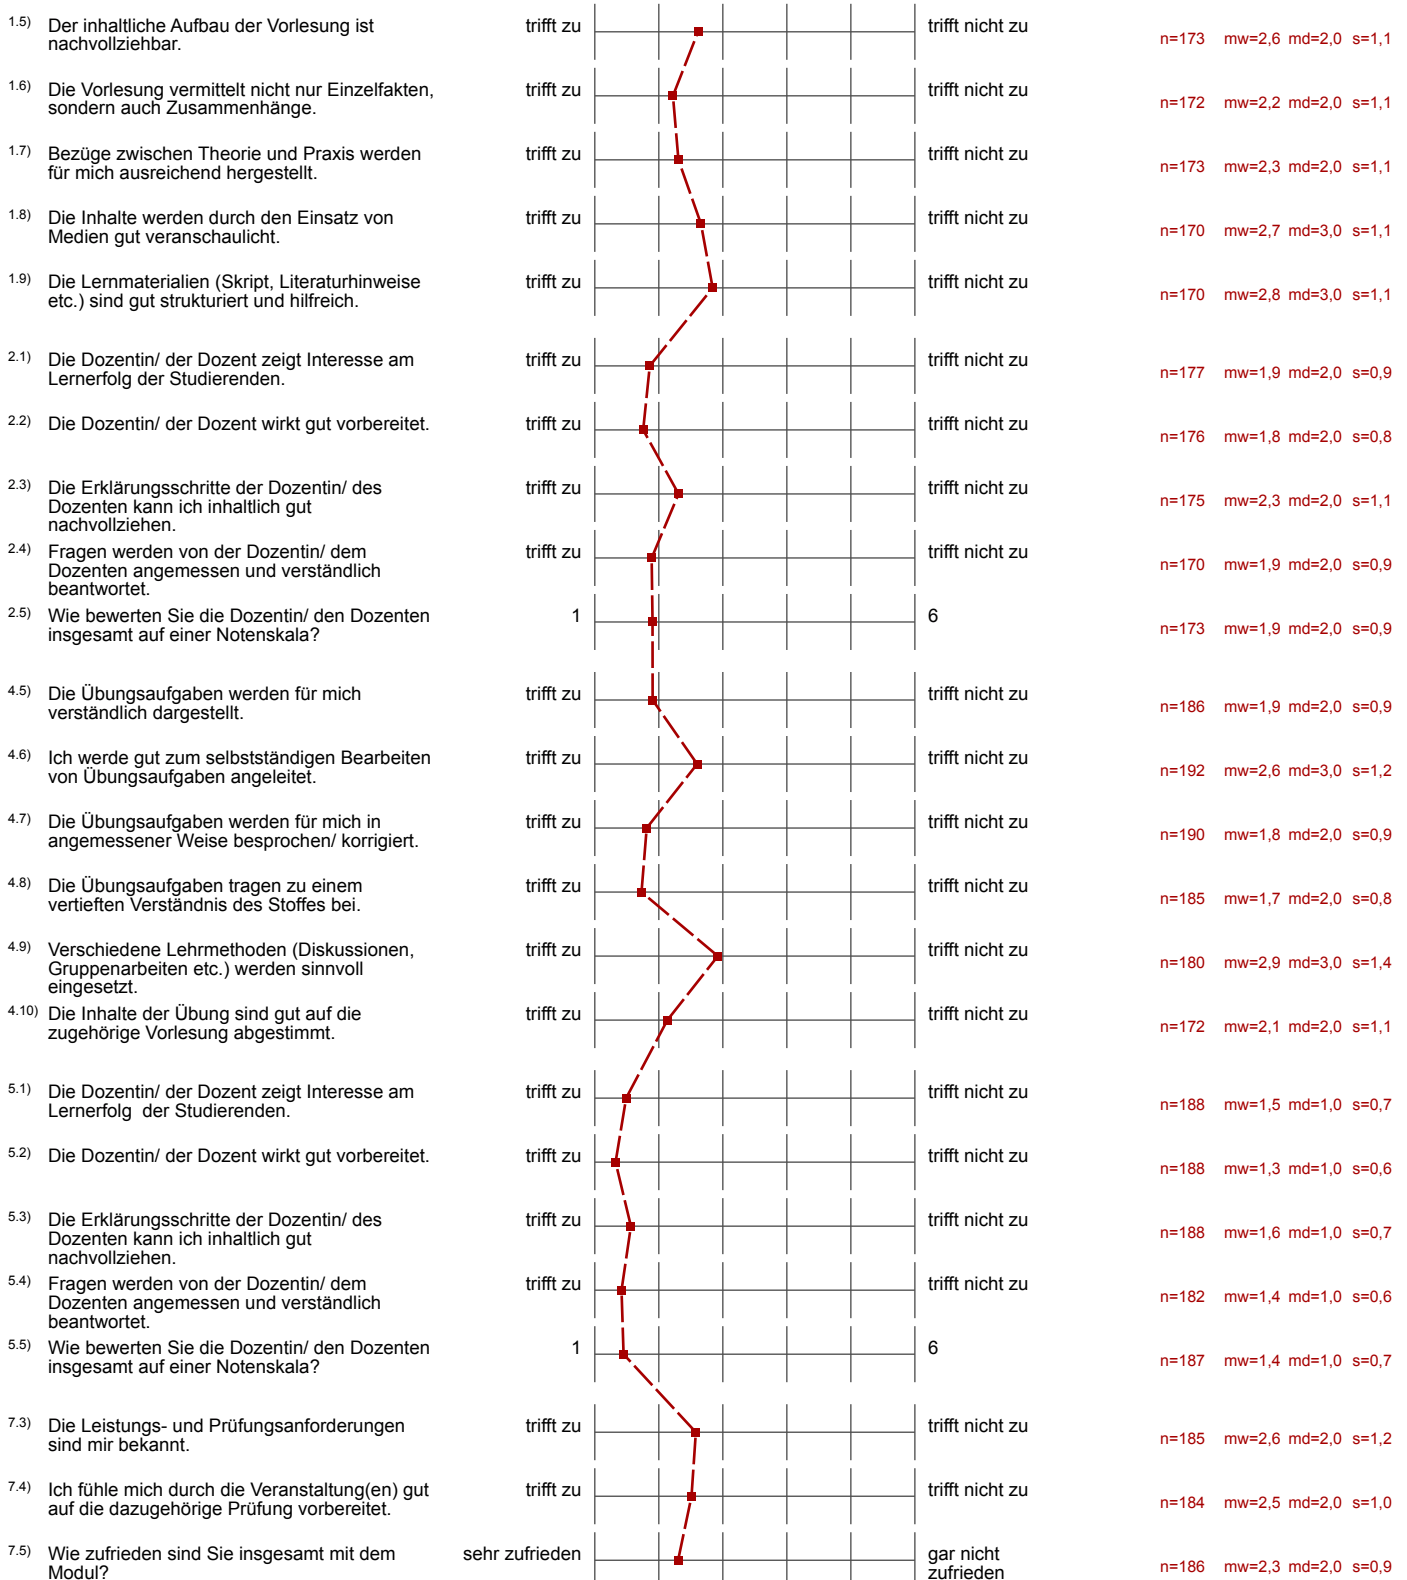 1.5) Der inhaltliche Aufbau der Vorlesung ist
nachvollziehbar.
trifft zu
trifft nicht zu
n=173 mw=2,6 md=2,0 s=1,1
1.6) Die Vorlesung vermittelt nicht nur Einzelfakten,
sondern auch Zusammenhänge.
trifft zu
trifft nicht zu
n=172 mw=2,2 md=2,0 s=1,1
1.7) Bezüge zwischen Theorie und Praxis werden
für mich ausreichend hergestellt.
trifft zu
trifft nicht zu
n=173 mw=2,3 md=2,0 s=1,1
1.8) Die Inhalte werden durch den Einsatz von
Medien gut veranschaulicht.
trifft zu
trifft nicht zu
n=170 mw=2,7 md=3,0 s=1,1
1.9) Die Lernmaterialien (Skript, Literaturhinweise
etc.) sind gut strukturiert und hilfreich.
trifft zu
trifft nicht zu
n=170 mw=2,8 md=3,0 s=1,1
2.1) Die Dozentin/ der Dozent zeigt Interesse am
Lernerfolg der Studierenden.
trifft zu
trifft nicht zu
n=177 mw=1,9 md=2,0 s=0,9
2.2) Die Dozentin/ der Dozent wirkt gut vorbereitet.
trifft zu
trifft nicht zu
n=176 mw=1,8 md=2,0 s=0,8
2.3) Die Erklärungsschritte der Dozentin/ des
Dozenten kann ich inhaltlich gut
nachvollziehen.
trifft zu
trifft nicht zu
n=175 mw=2,3 md=2,0 s=1,1
2.4) Fragen werden von der Dozentin/ dem
Dozenten angemessen und verständlich
beantwortet.
trifft zu
trifft nicht zu
n=170 mw=1,9 md=2,0 s=0,9
2.5) Wie bewerten Sie die Dozentin/ den Dozenten
insgesamt auf einer Notenskala?
1
6
n=173 mw=1,9 md=2,0 s=0,9
4.5) Die Übungsaufgaben werden für mich
verständlich dargestellt.
trifft zu
trifft nicht zu
n=186 mw=1,9 md=2,0 s=0,9
4.6) Ich werde gut zum selbstständigen Bearbeiten
von Übungsaufgaben angeleitet.
trifft zu
trifft nicht zu
n=192 mw=2,6 md=3,0 s=1,2
4.7) Die Übungsaufgaben werden für mich in
angemessener Weise besprochen/ korrigiert.
trifft zu
trifft nicht zu
n=190 mw=1,8 md=2,0 s=0,9
4.8) Die Übungsaufgaben tragen zu einem
vertieften Verständnis des Stoffes bei.
trifft zu
trifft nicht zu
n=185 mw=1,7 md=2,0 s=0,8
4.9) Verschiedene Lehrmethoden (Diskussionen,
Gruppenarbeiten etc.) werden sinnvoll
eingesetzt.
trifft zu
trifft nicht zu
n=180 mw=2,9 md=3,0 s=1,4
4.10) Die Inhalte der Übung sind gut auf die
zugehörige Vorlesung abgestimmt.
trifft zu
trifft nicht zu
n=172 mw=2,1 md=2,0 s=1,1
5.1) Die Dozentin/ der Dozent zeigt Interesse am
Lernerfolg der Studierenden.
trifft zu
trifft nicht zu
n=188 mw=1,5 md=1,0 s=0,7
5.2) Die Dozentin/ der Dozent wirkt gut vorbereitet.
trifft zu
trifft nicht zu
n=188 mw=1,3 md=1,0 s=0,6
5.3) Die Erklärungsschritte der Dozentin/ des
Dozenten kann ich inhaltlich gut
nachvollziehen.
trifft zu
trifft nicht zu
n=188 mw=1,6 md=1,0 s=0,7
5.4) Fragen werden von der Dozentin/ dem
Dozenten angemessen und verständlich
beantwortet.
trifft zu
trifft nicht zu
n=182 mw=1,4 md=1,0 s=0,6
5.5) Wie bewerten Sie die Dozentin/ den Dozenten
insgesamt auf einer Notenskala?
1
6
n=187 mw=1,4 md=1,0 s=0,7
7.3) Die Leistungs- und Prüfungsanforderungen
sind mir bekannt.
trifft zu
trifft nicht zu
n=185 mw=2,6 md=2,0 s=1,2
7.4) Ich fühle mich durch die Veranstaltung(en) gut
auf die dazugehörige Prüfung vorbereitet.
trifft zu
trifft nicht zu
n=184 mw=2,5 md=2,0 s=1,0
7.5) Wie zufrieden sind Sie insgesamt mit dem
Modul?
sehr zufrieden
gar nicht
zufrieden
n=186 mw=2,3 md=2,0 s=0,9